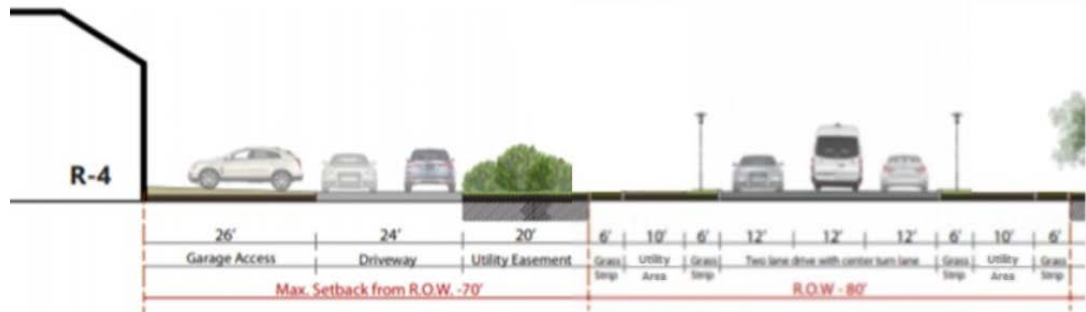 R-4
26' 24' 20' 6' 10' 6' 12' 12' 12' 6' 10' 6'
Garage Access Driveway Utility Easement Grass Strip Utility Area Grass Strip Two lane drive with center turn lane Grass Strip Utility Area Grass Strip
Max. Setback from R.O.W. -70' R.O.W - 80'